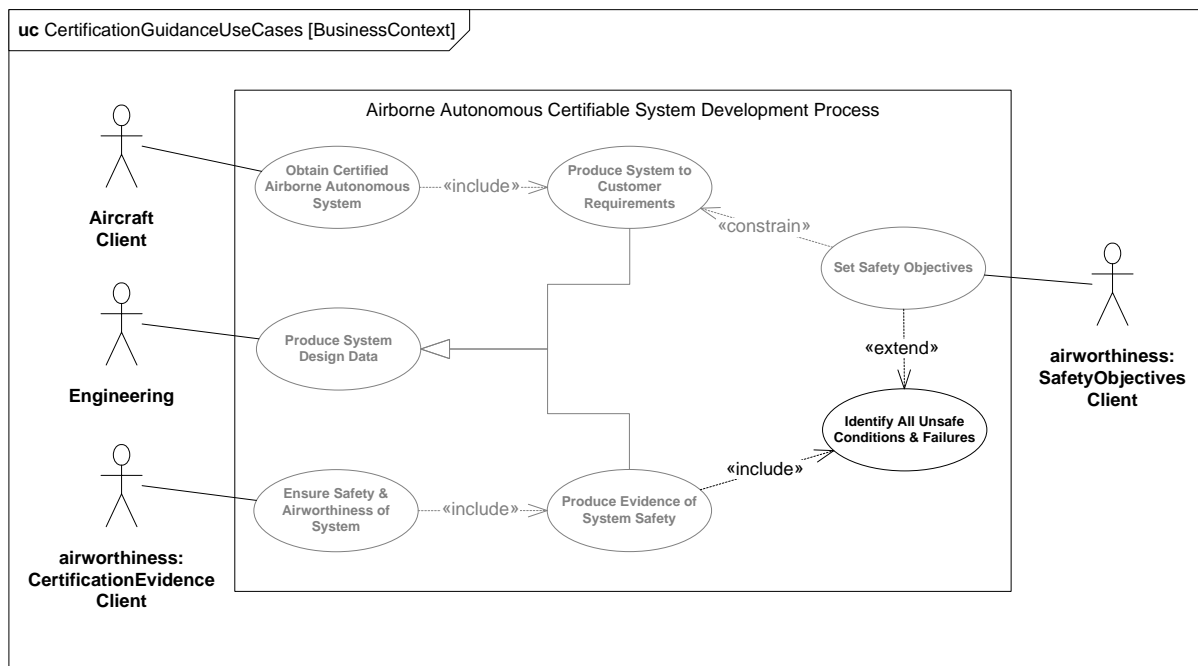 uc CertificationGuidanceUseCases [BusinessContext]
Airborne Autonomous Certifiable System Development Process
Aircraft
Client
Obtain Certified
Airborne Autonomous
System
«include»
Produce System to
Customer
Requirements
«constrain»
Set Safety Objectives
airworthiness:
SafetyObjectives
Client
Engineering
Produce System
Design Data
«extend»
Identify All Unsafe
Conditions & Failures
airworthiness:
CertificationEvidence
Client
Ensure Safety &
Airworthiness of
System
«include»
Produce Evidence of
System Safety
«include»